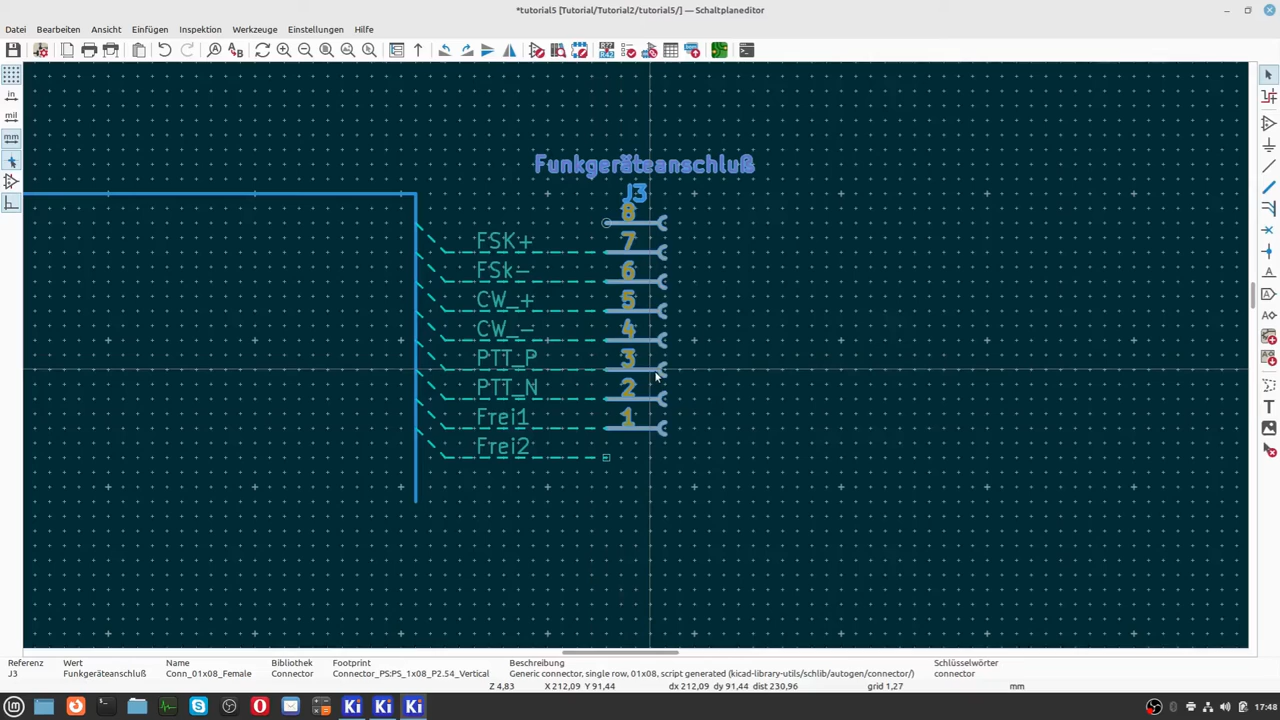 *tutorial5 [Tutorial/Tutorial2/tutorial5/] — Schaltplaneditor
Datei Bearbeiten Ansicht Einfügen Inspektion Werkzeuge Einstellungen Hilfe
in
mil
mm
Funkgeräteanschluß
J3
8
FSK+ 7
FSk- 6
CW_+ 5
CW_- 4
PTT_P 3
PTT_N 2
Frei1 1
Frei2
Referenz Wert Name Bibliothek Footprint Beschreibung Schlüsselwörter
J3 Funkgeräteanschluß Conn_01x08_Female Connector Connector_PS:PS_1x08_P2.54_Vertical Generic connector, single row, 01x08, script generated (kicad-library-utils/schlib/autogen/connector/) connector
Z 4,83 X 212,09 Y 91,44 dx 212,09 dy 91,44 dist 230,96 grid 1,27 mm
Ki Ki Ki 17:48